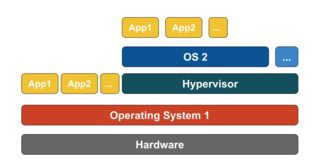 App1 App2 ...
OS 2 ...
App1 App2 ... Hypervisor
Operating System 1
Hardware